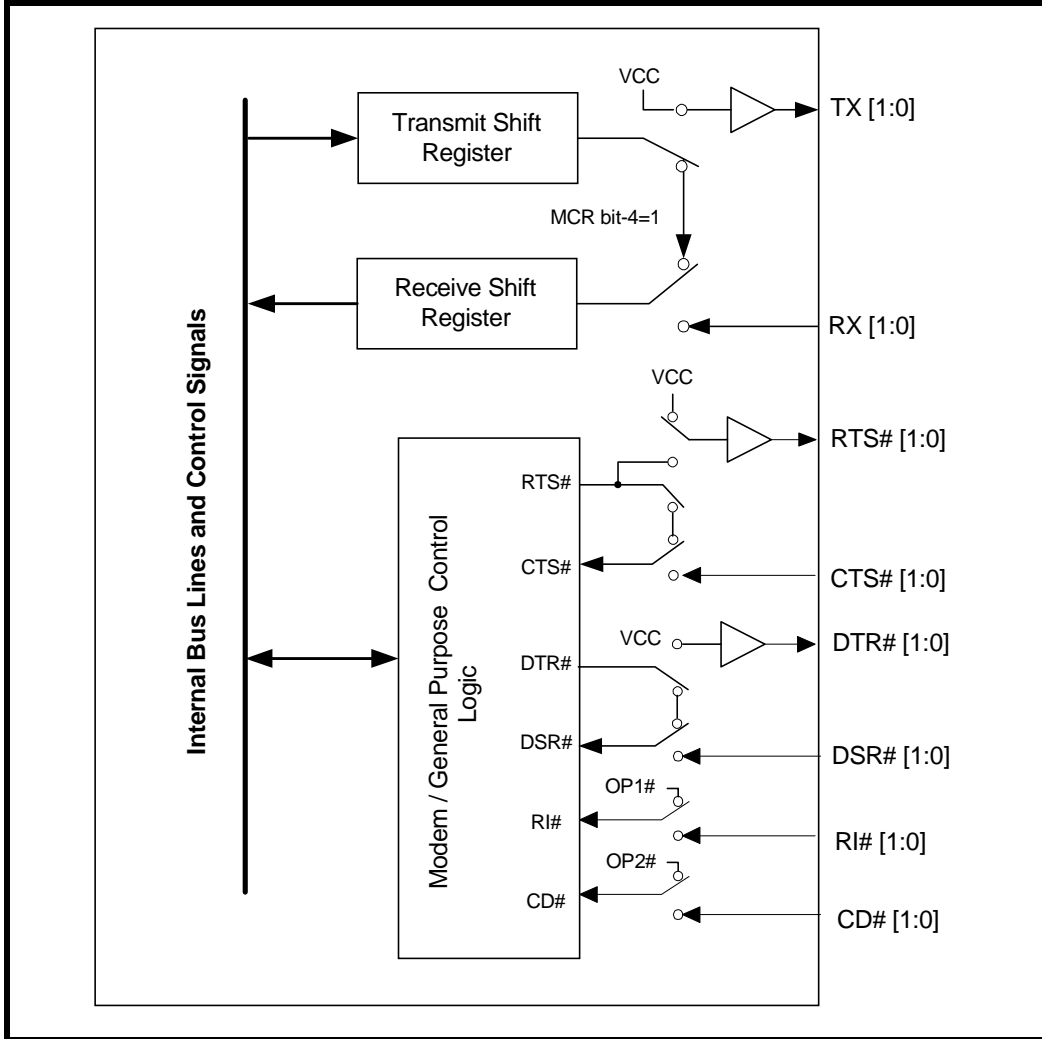 VCC
TX [1:0]
Transmit Shift
Register
MCR bit-4=1
Receive Shift
Register
RX [1:0]
Internal Bus Lines and Control Signals
VCC
RTS# [1:0]
RTS#
CTS#
CTS# [1:0]
Modem / General Purpose Control
Logic
VCC
DTR# [1:0]
DTR#
DSR#
DSR# [1:0]
OP1#
RI#
RI# [1:0]
OP2#
CD#
CD# [1:0]